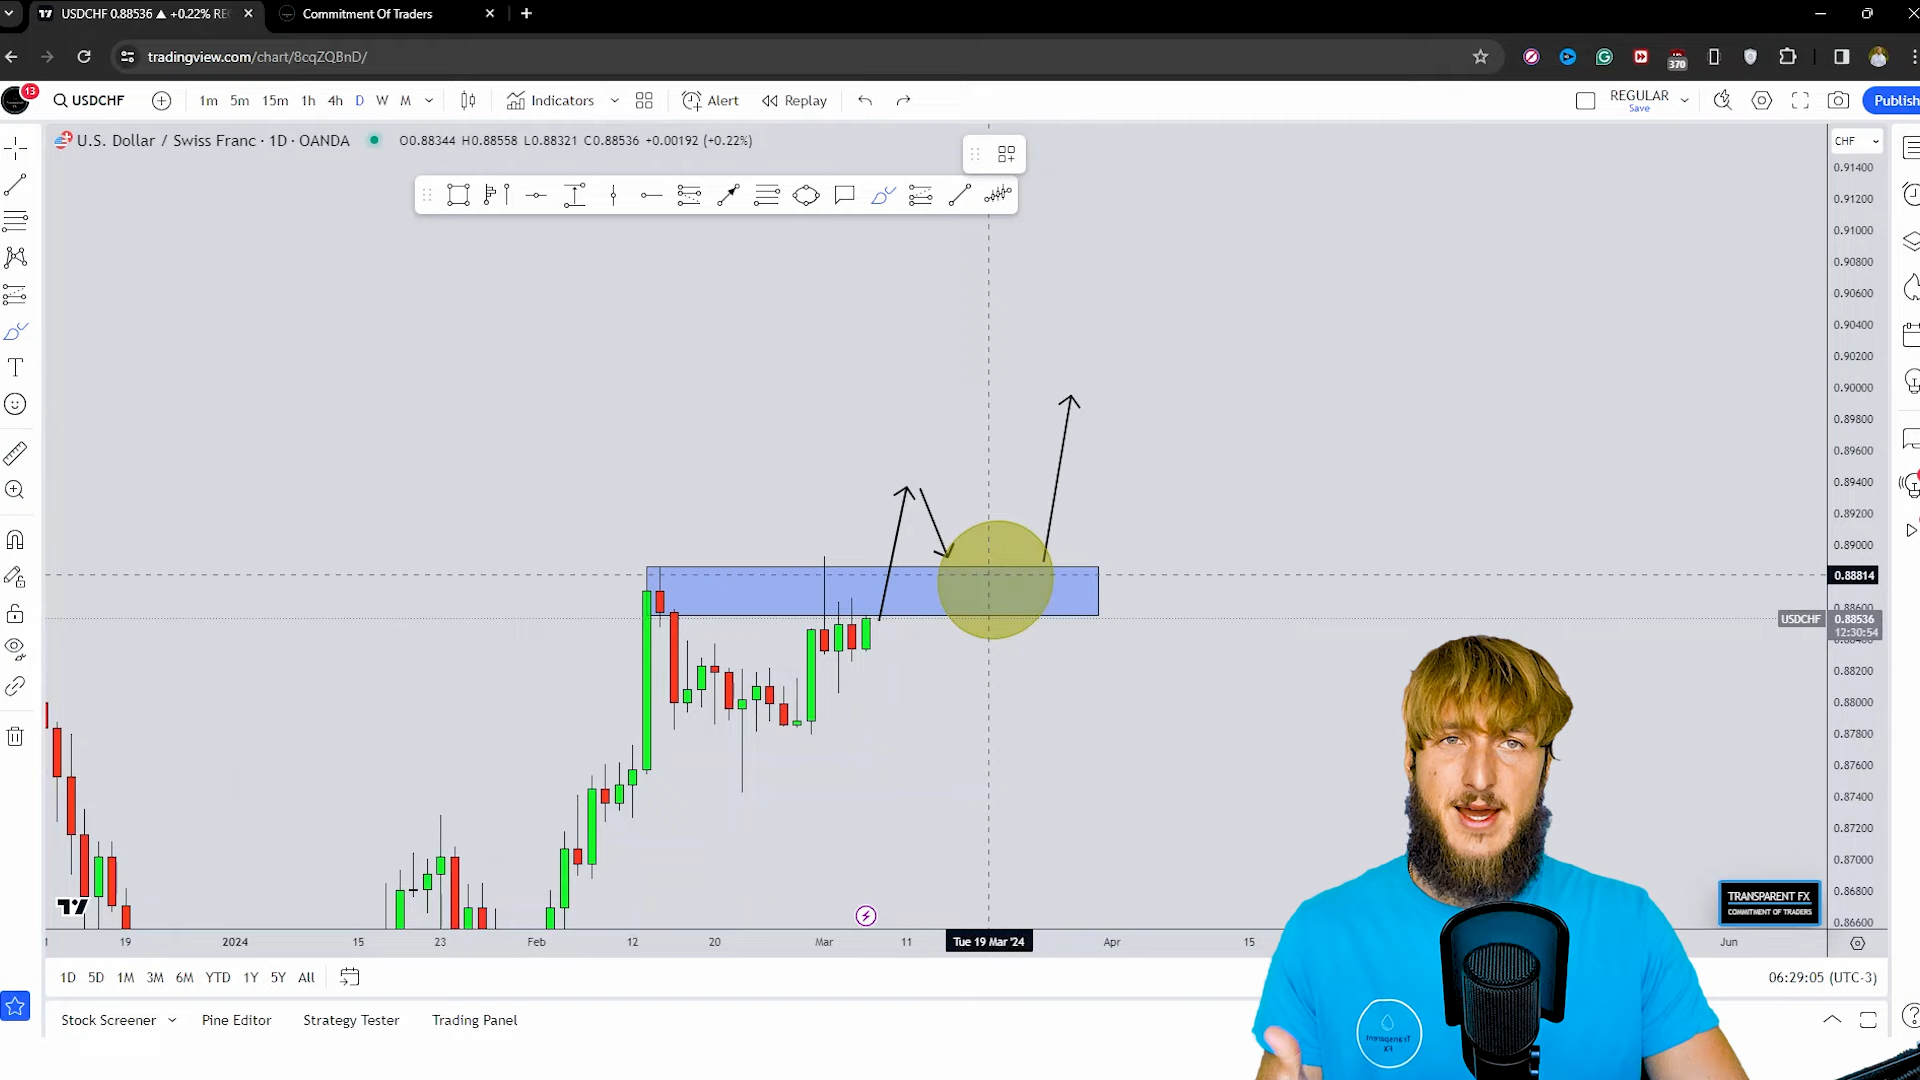 USDCHF 0.88536 ▲ +0.22% RE
Commitment Of Traders
tradingview.com/chart/8cqZQBnD/
370
13
USDCHF
1m 5m 15m 1h 4h D W M
Indicators
Alert
Replay
REGULAR
Save
Publish
U.S. Dollar / Swiss Franc · 1D · OANDA
O0.88344 H0.88558 L0.88321 C0.88536 +0.00192 (+0.22%)
CHF
0.91400
0.91200
0.91000
0.90800
0.90600
0.90400
0.90200
0.90000
0.89800
0.89600
0.89400
0.89200
0.89000
0.88814
0.88600
USDCHF 0.88536
12:30:54
0.88200
0.88000
0.87800
0.87600
0.87400
0.87200
0.87000
0.86800
0.86600
TRANSPARENT FX
COMMITMENT OF TRADERS
19 2024 15 23 Feb 12 20 Mar 11 Tue 19 Mar '24 Apr 15 Jun
1D 5D 1M 3M 6M YTD 1Y 5Y All
06:29:05 (UTC-3)
Stock Screener Pine Editor Strategy Tester Trading Panel
Transparent
FX